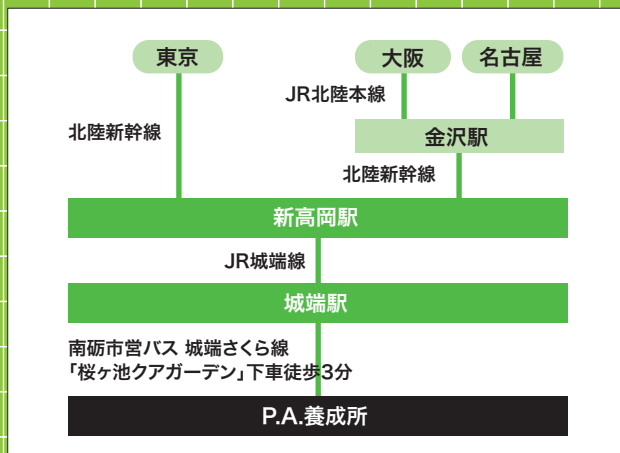 東京
大阪
名古屋
JR北陸本線
北陸新幹線
金沢駅
北陸新幹線
新高岡駅
JR城端線
城端駅
南砺市営バス 城端さくら線
「桜ヶ池クアガーデン」下車徒歩3分
P.A.養成所